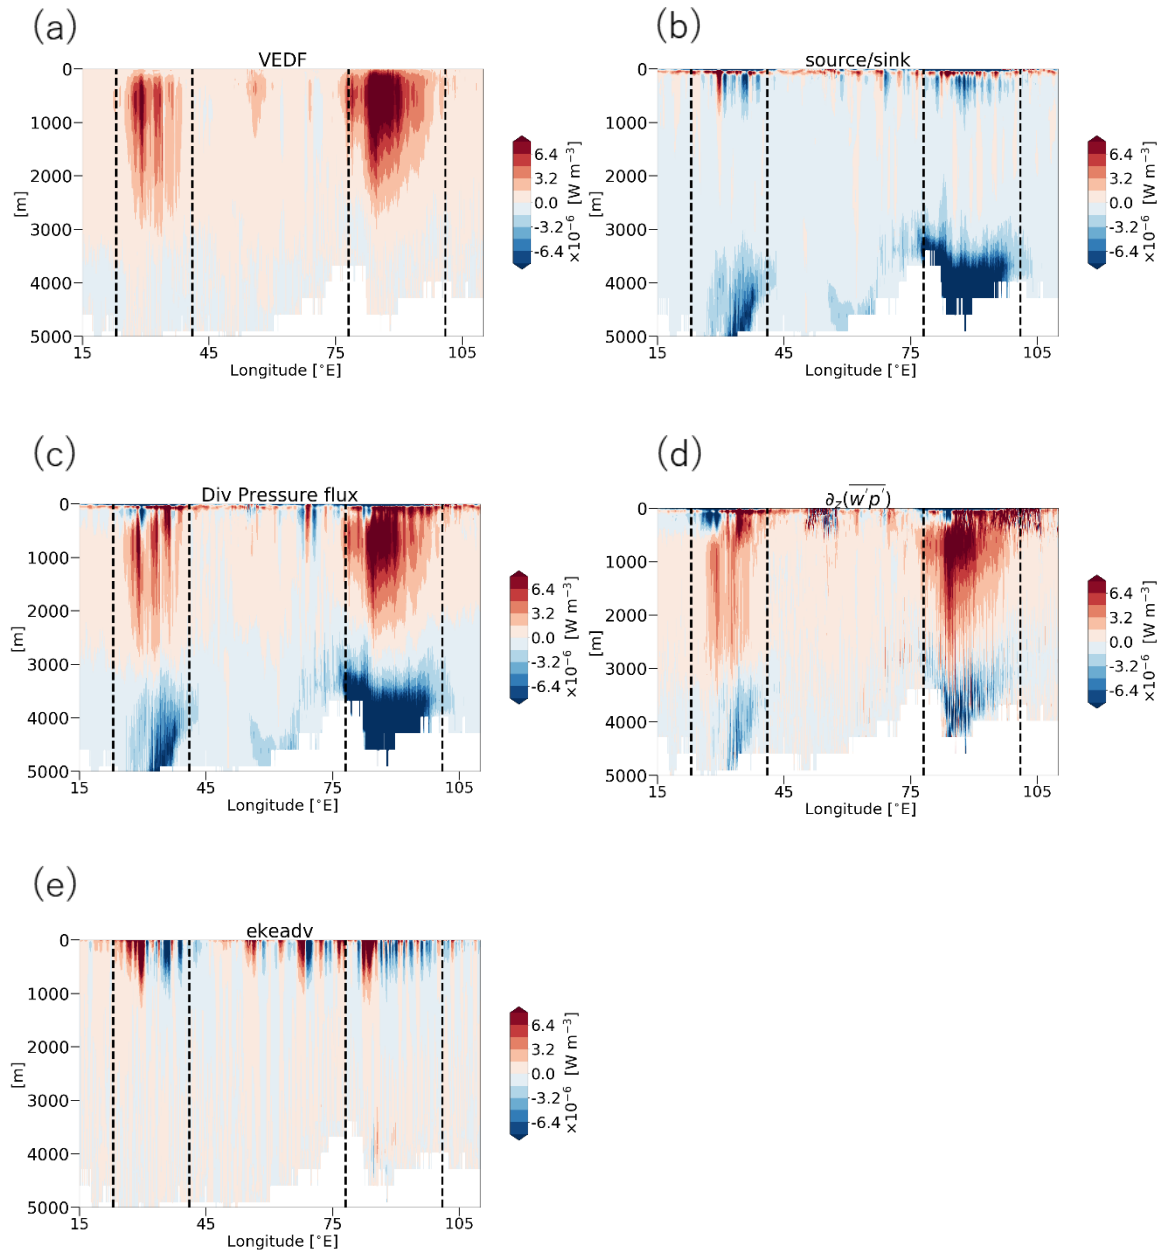 (a)
VEDF
0
1000
2000
3000
4000
5000
[m]
15 45 75 105
Longitude [°E]
6.4
3.2
0.0
-3.2
-6.4
×10⁻⁶ [W m⁻³]
(b)
source/sink
0
1000
2000
3000
4000
5000
[m]
15 45 75 105
Longitude [°E]
6.4
3.2
0.0
-3.2
-6.4
×10⁻⁶ [W m⁻³]
(c)
Div Pressure flux
0
1000
2000
3000
4000
5000
[m]
15 45 75 105
Longitude [°E]
6.4
3.2
0.0
-3.2
-6.4
×10⁻⁶ [W m⁻³]
(d)
∂z(w′p′)
0
1000
2000
3000
4000
5000
[m]
15 45 75 105
Longitude [°E]
6.4
3.2
0.0
-3.2
-6.4
×10⁻⁶ [W m⁻³]
(e)
ekeadv
0
1000
2000
3000
4000
5000
[m]
15 45 75 105
Longitude [°E]
6.4
3.2
0.0
-3.2
-6.4
×10⁻⁶ [W m⁻³]